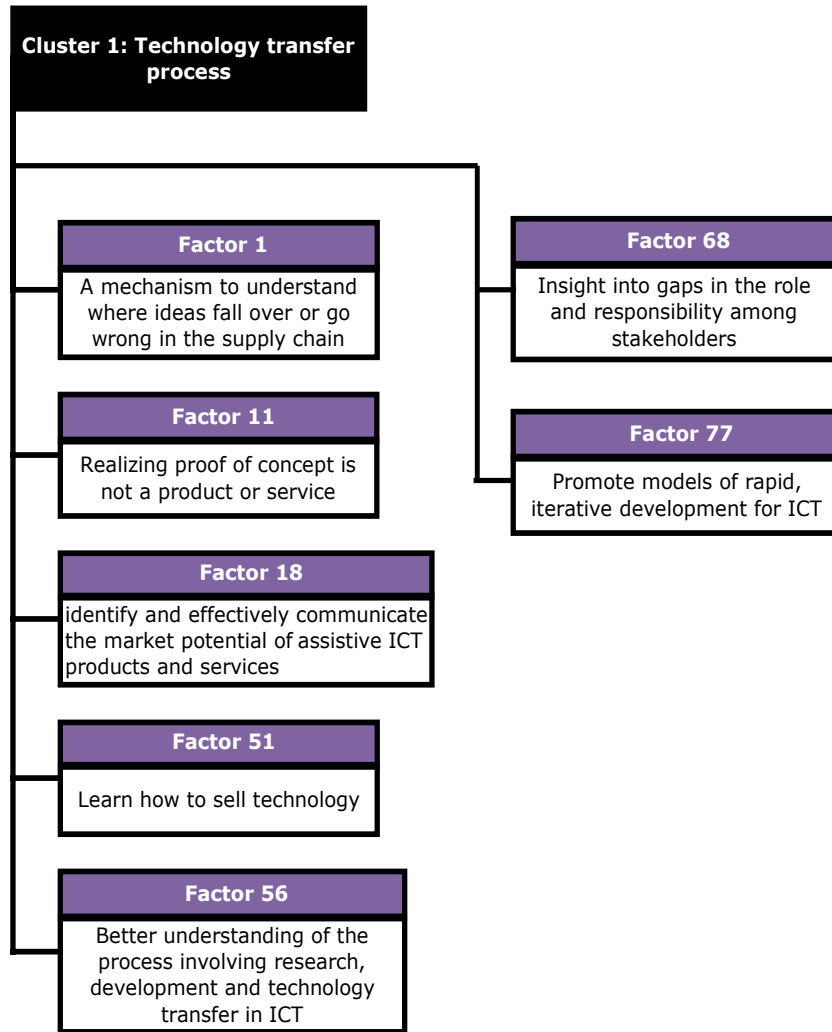 Cluster 1: Technology transfer
process
Factor 1
A mechanism to understand
where ideas fall over or go
wrong in the supply chain
Factor 11
Realizing proof of concept is
not a product or service
Factor 18
identify and effectively communicate
the market potential of assistive ICT
products and services
Factor 51
Learn how to sell technology
Factor 56
Better understanding of the
process involving research,
development and technology
transfer in ICT
Factor 68
Insight into gaps in the role
and responsibility among
stakeholders
Factor 77
Promote models of rapid,
iterative development for ICT